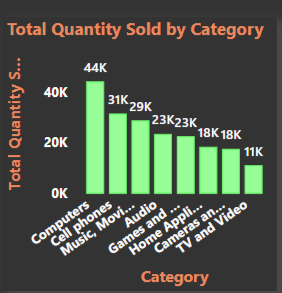 Total Quantity Sold by Category
Total Quantity S...
40K
20K
0K
44K
31K
29K
23K
23K
18K
18K
11K
Computers
Cell phones
Music, Movi...
Audio
Games and ...
Home Appli...
Cameras an...
TV and Video
Category